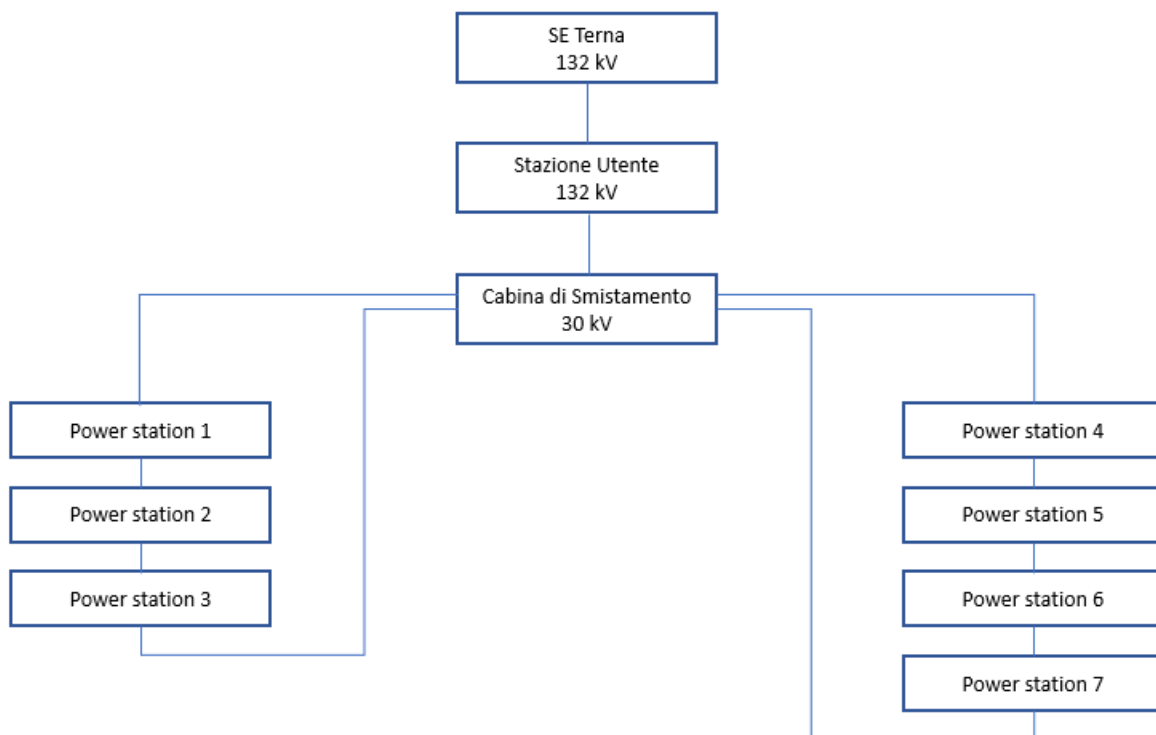 SE Terna
132 kV
Stazione Utente
132 kV
Cabina di Smistamento
30 kV
Power station 1
Power station 2
Power station 3
Power station 4
Power station 5
Power station 6
Power station 7